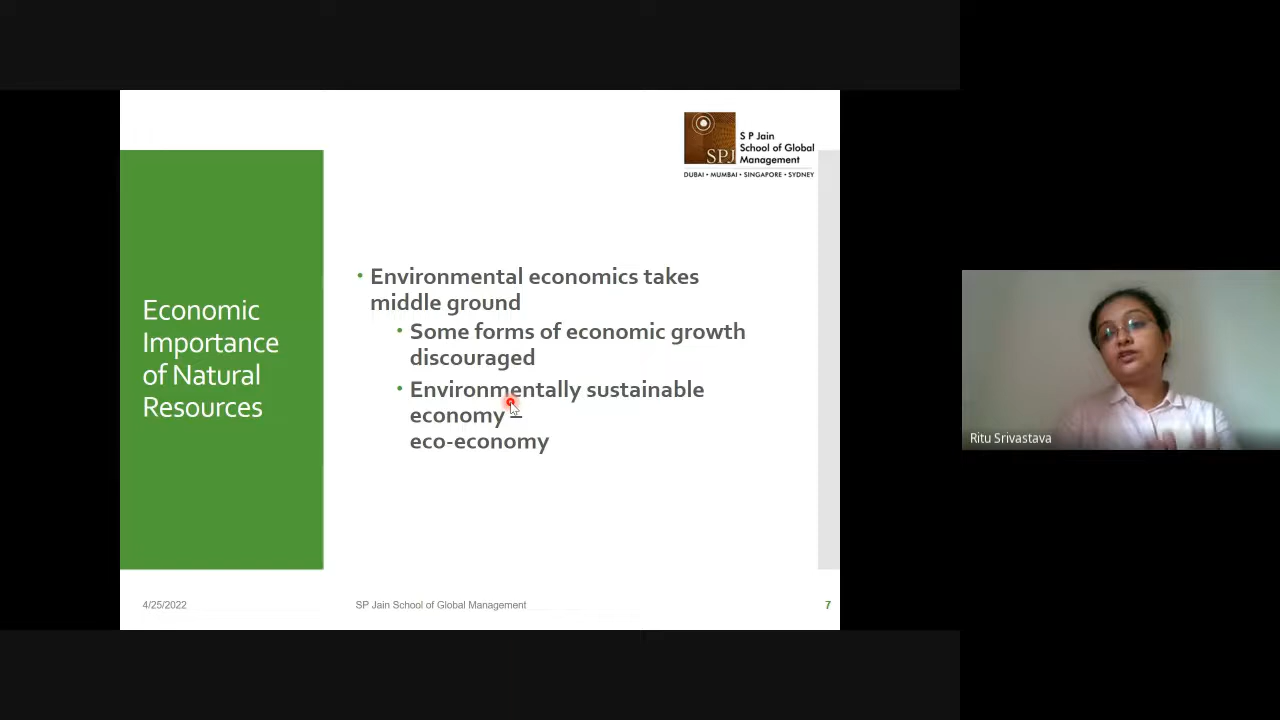 SPJ
S P Jain
School of Global
Management
DUBAI • MUMBAI • SINGAPORE • SYDNEY
Economic
Importance
of Natural
Resources
• Environmental economics takes
middle ground
• Some forms of economic growth
discouraged
• Environmentally sustainable
economy –
eco-economy
Ritu Srivastava
4/25/2022
SP Jain School of Global Management
7